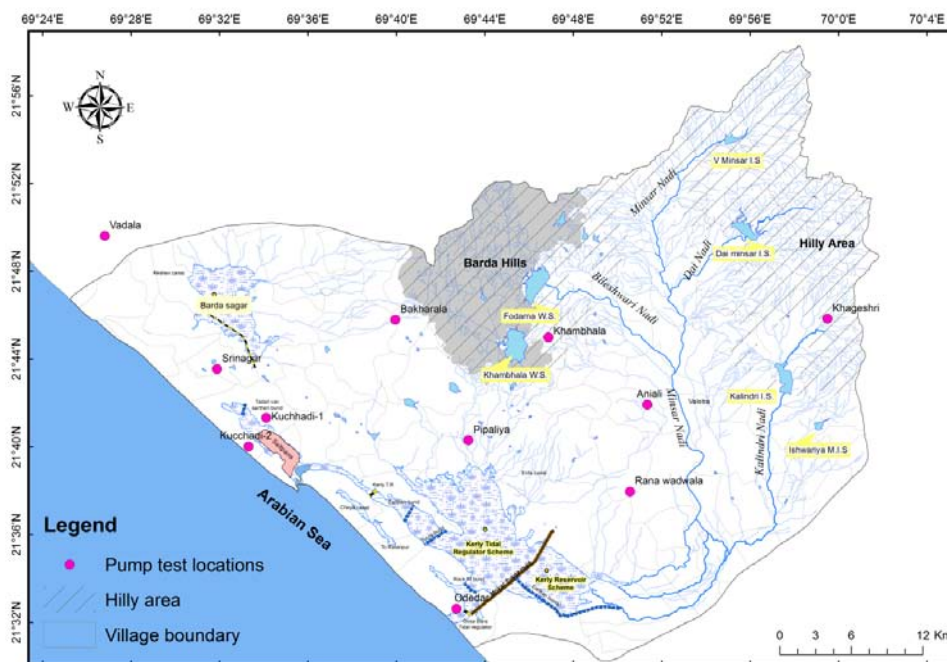 69°24'E 69°28'E 69°32'E 69°36'E 69°40'E 69°44'E 69°48'E 69°52'E 69°56'E 70°0'E 70°4'E
21°56'N
21°52'N
21°48'N
21°44'N
21°40'N
21°36'N
21°32'N
N
W E
S
V Minsar I.S
Minsar Nadi
Vadala
Hilly Area
Dai Nadi
Dai minsar I.S.
Barda Hills
Bileshwari Nadi
Barda sagar
Fodarna W.S.
Khageshri
Bakharala
Khambhala
Srinagar
Khambhala W.S.
Kalindri I.S.
Aniali
Minsar Nadi
Kuchhadi-1
Kucchadi-2
Pipaliya
Kalindri Nadi
Ishwariya M.I.S
Rana wadwala
Arabian Sea
Kerly T.R
Kerly Tidal
Regulator Scheme
Kerly Reservoir
Scheme
Odedar
Tidal regulator
Legend
Pump test locations
Hilly area
Village boundary
0 3 6 12 Km